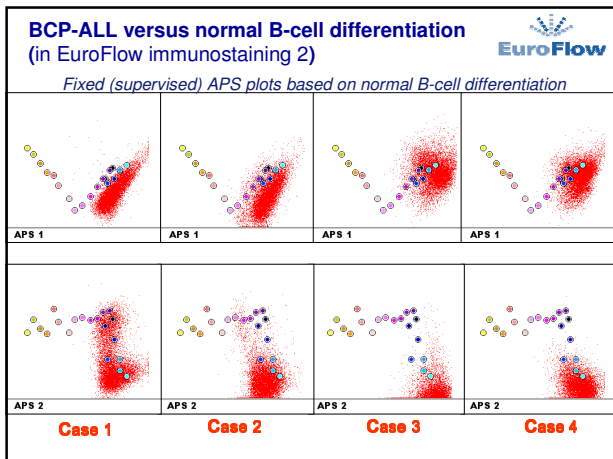 BCP-ALL versus normal B-cell differentiation
(in EuroFlow immunostaining 2)
EuroFlow
Fixed (supervised) APS plots based on normal B-cell differentiation
APS 1
APS 1
APS 1
APS 1
APS 2
APS 2
APS 2
APS 2
Case 1
Case 2
Case 3
Case 4